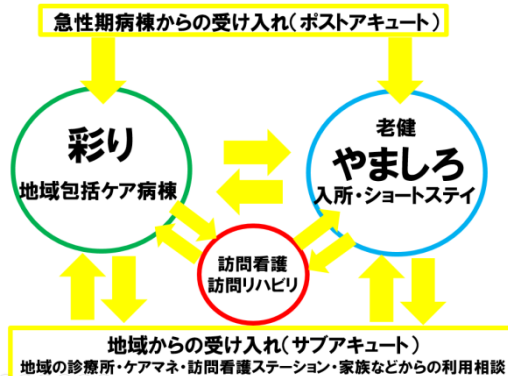 急性期病棟からの受け入れ(ポストアキュート)
彩り
地域包括ケア病棟
老健
やましろ
入所・ショートステイ
訪問看護
訪問リハビリ
地域からの受け入れ(サブアキュート)
地域の診療所・ケアマネ・訪問看護ステーション・家族などからの利用相談